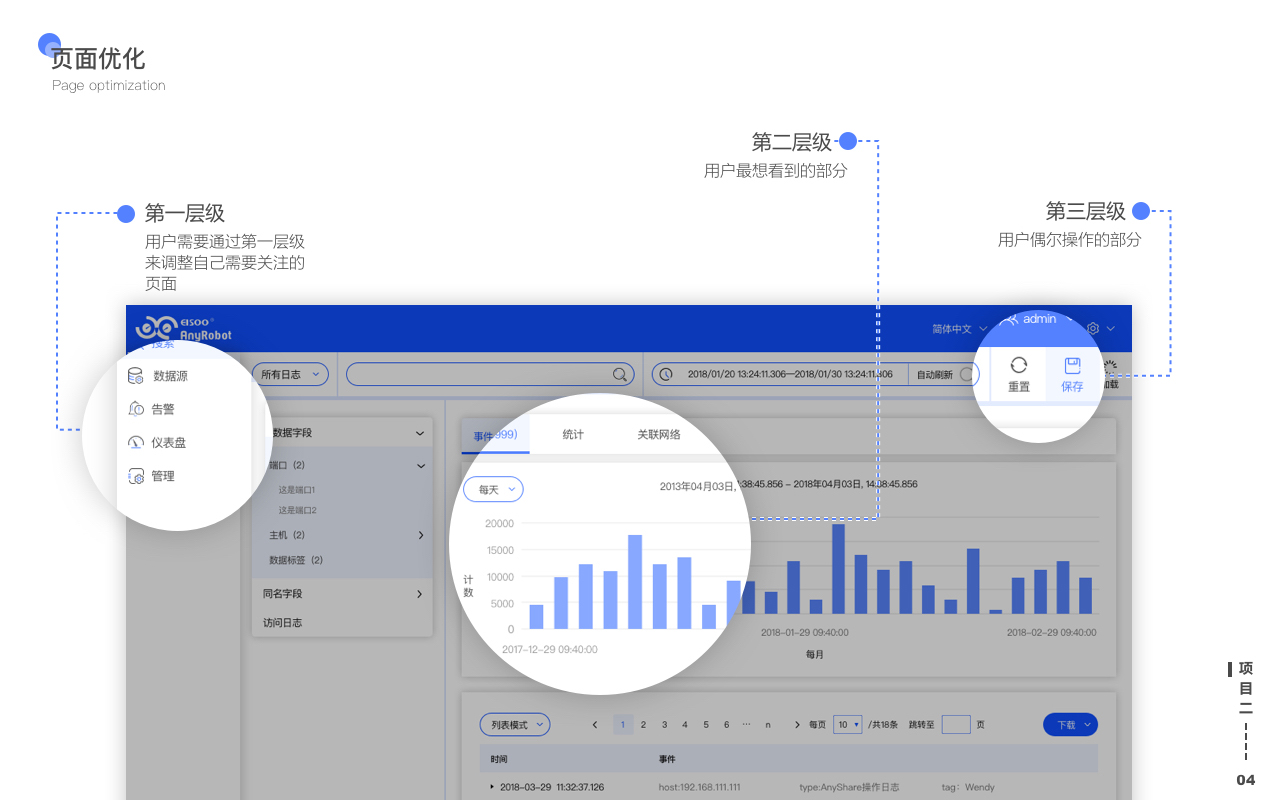 页面优化
Page optimization
第二层级
用户最想看到的部分
第一层级
用户需要通过第一层级
来调整自己需要关注的
页面
第三层级
用户偶尔操作的部分
EISOO®
AnyRobot
简体中文
admin
搜索
数据源
告警
仪表盘
管理
所有日志
2018/01/20 13:24:11.306—2018/01/30 13:24:11.306
自动刷新
重置
保存
加载
数据字段
端口（2）
这是端口1
这是端口2
主机（2）
数据标签（2）
同名字段
访问日志
事件999)
统计
关联网络
每天
2013年04月03日, 
:38:45.856 – 2018年04月03日, 14:38:45.856
20000
15000
10000
5000
0
计数
2017-12-29 09:40:00
2018-01-29 09:40:00
2018-02-29 09:40:00
每月
列表模式
1 2 3 4 5 6 ··· n
每页 10 /共18条 跳转至 页
下载
时间 事件
2018-03-29 11:32:37.126 host:192.168.111.111 type:AnyShare操作日志 tag：Wendy
项目二
04